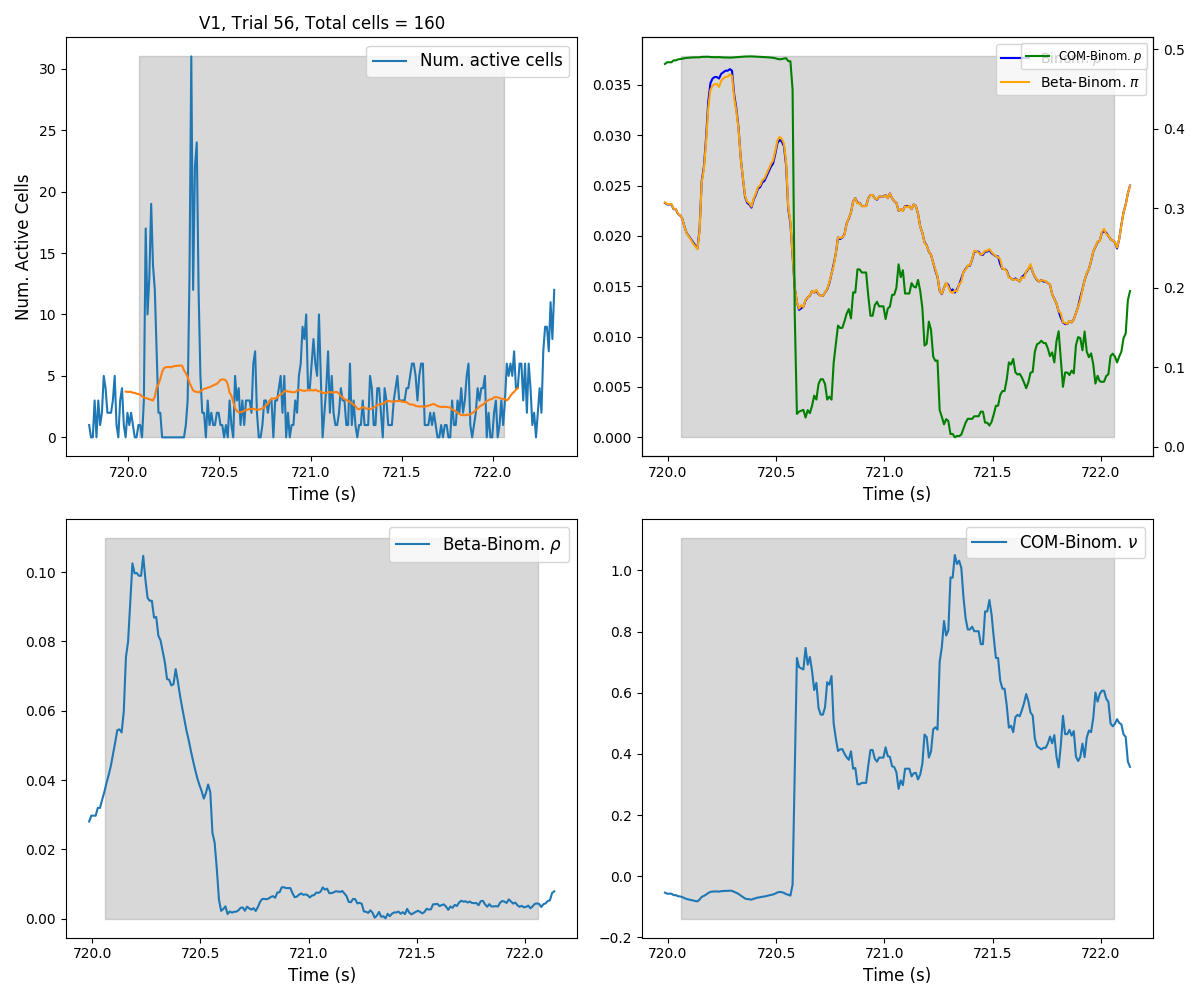 V1, Trial 56, Total cells = 160
Num. active cells
Num. Active Cells
30
25
20
15
10
5
0
720.0 720.5 721.0 721.5 722.0
Time (s)
COM-Binom. p
Beta-Binom. π
0.035
0.030
0.025
0.020
0.015
0.010
0.005
0.000
0.5
0.4
0.3
0.2
0.1
0.0
720.0 720.5 721.0 721.5 722.0
Time (s)
Beta-Binom. ρ
0.10
0.08
0.06
0.04
0.02
0.00
720.0 720.5 721.0 721.5 722.0
Time (s)
COM-Binom. ν
1.0
0.8
0.6
0.4
0.2
0.0
−0.2
720.0 720.5 721.0 721.5 722.0
Time (s)